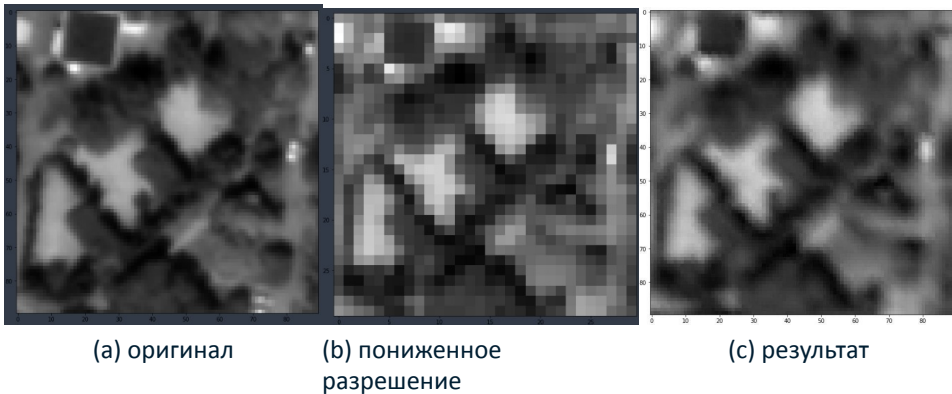 (a) оригинал
(b) пониженное
разрешение
(c) результат